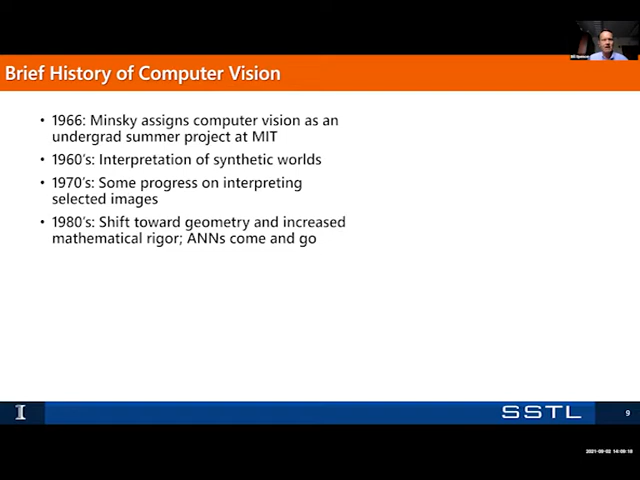 Brief History of Computer Vision
• 1966: Minsky assigns computer vision as an
undergrad summer project at MIT
• 1960's: Interpretation of synthetic worlds
• 1970's: Some progress on interpreting
selected images
• 1980's: Shift toward geometry and increased
mathematical rigor; ANNs come and go
I
SSTL
9